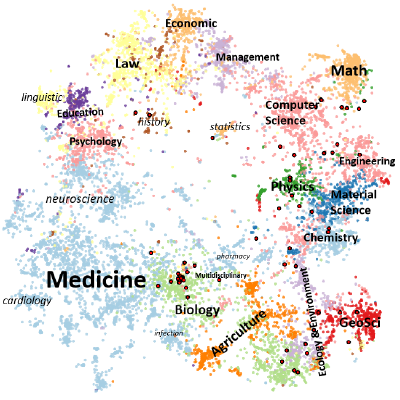 Economic
Law
Management
Math
linguistic
Education
Computer
Science
history
statistics
Psychology
Engineering
Physics
neuroscience
Material
Science
Chemistry
pharmacy
Medicine
Multidisciplinary
cardiology
Biology
Ecology & Environment
GeoSci
Agriculture
infection